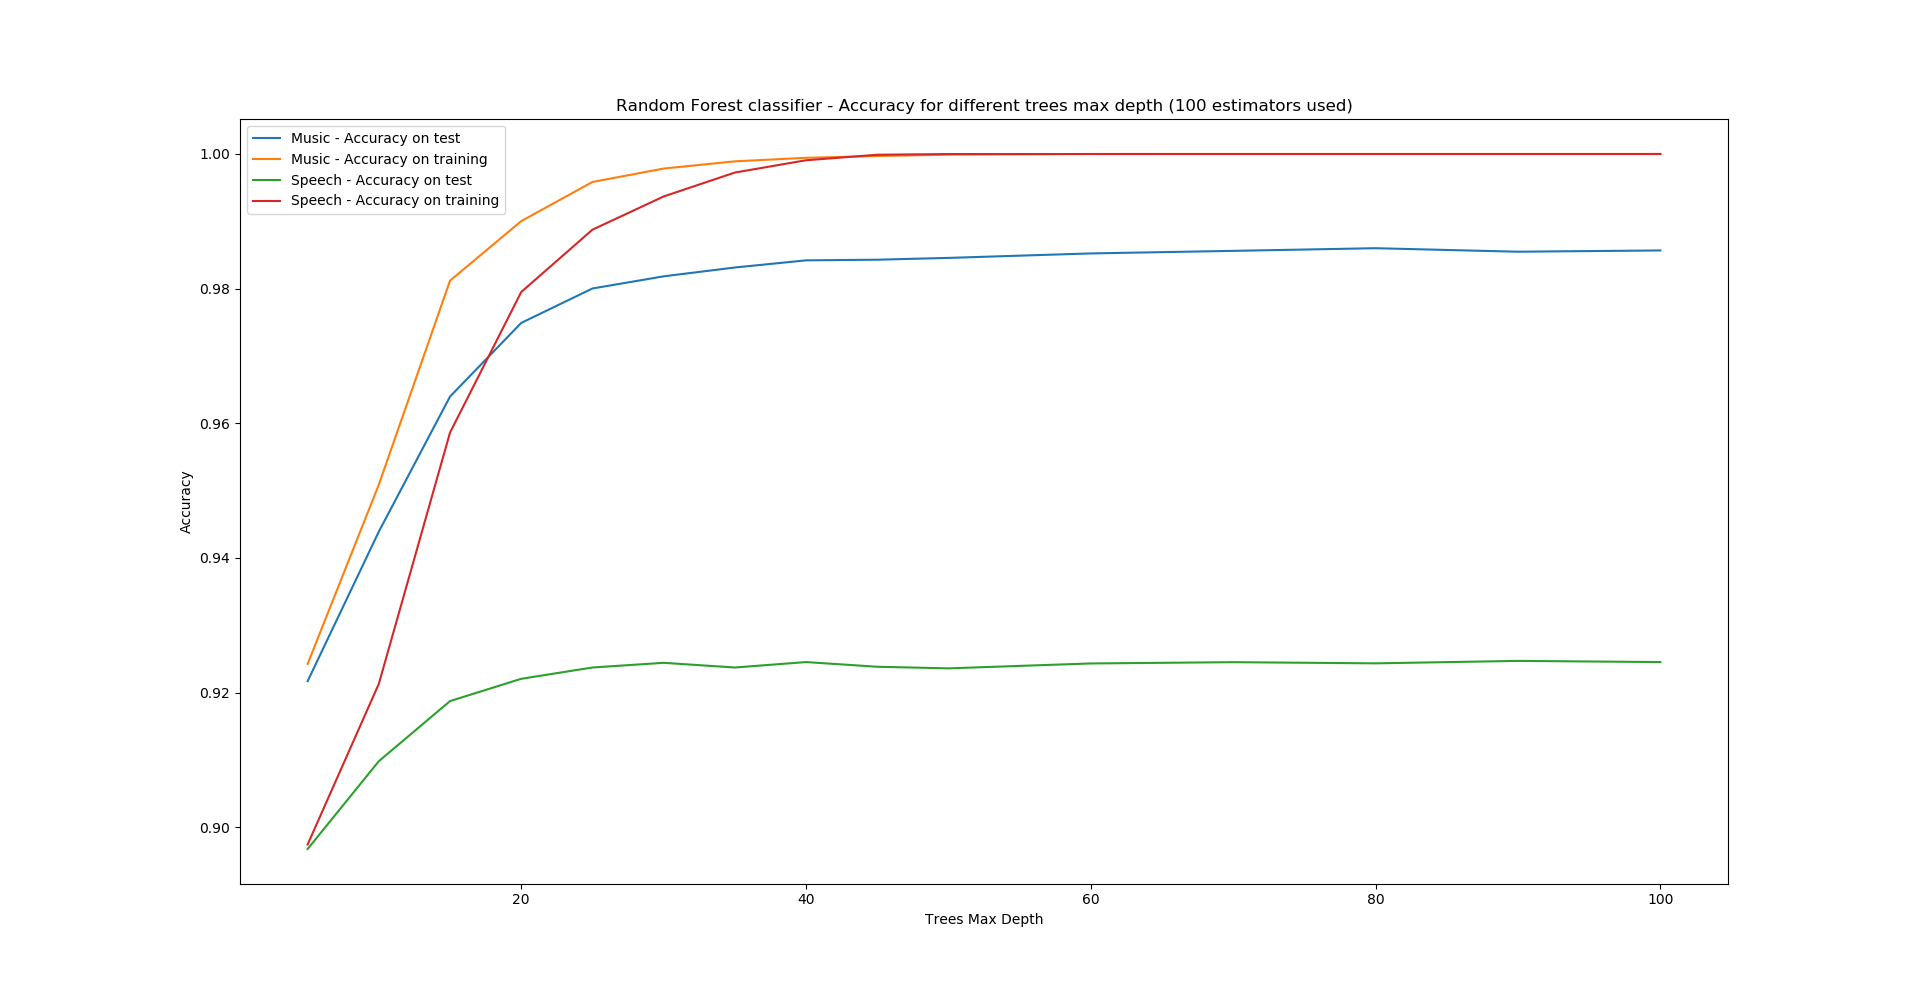 Random Forest classifier - Accuracy for different trees max depth (100 estimators used)
Music - Accuracy on test
Music - Accuracy on training
Speech - Accuracy on test
Speech - Accuracy on training
1.00
0.98
0.96
0.94
0.92
0.90
Accuracy
20 40 60 80 100
Trees Max Depth